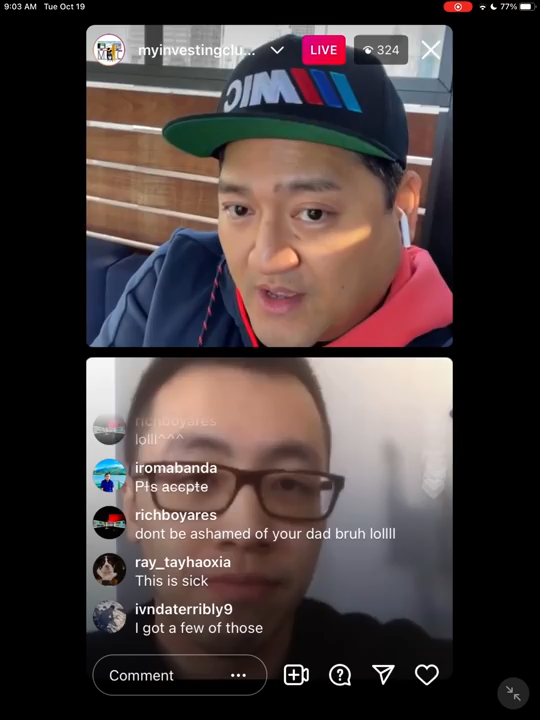 9:03 AM Tue Oct 19
77%
myinvestingclu...
LIVE
324
MIC
richboyares
lolll^^^
iromabanda
Pls accpte
richboyares
dont be ashamed of your dad bruh lollll
ray_tayhaoxia
This is sick
ivndaterribly9
I got a few of those
Comment